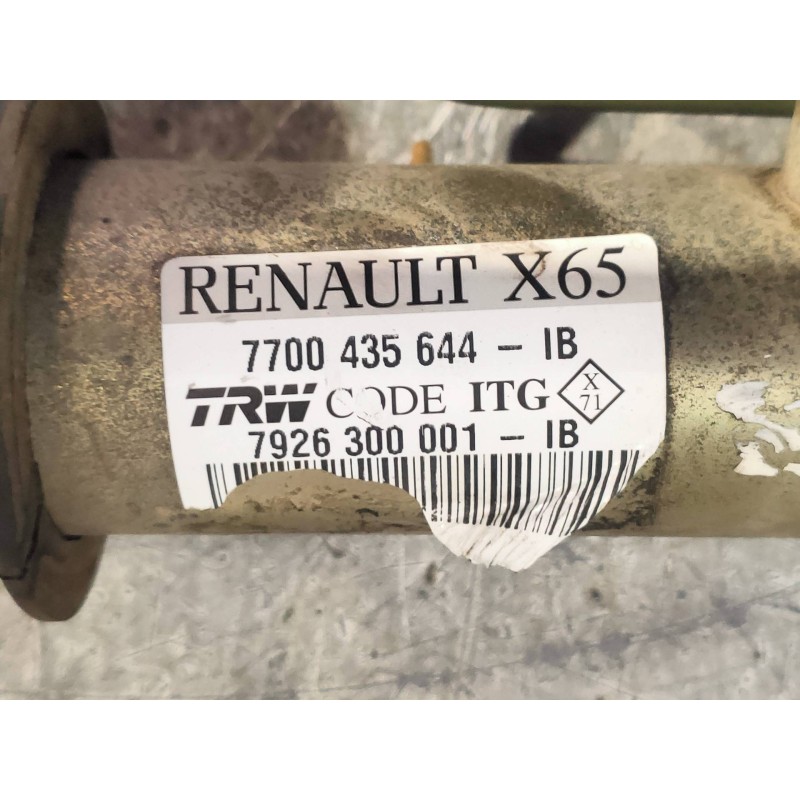 RENAULT X65
7700 435 644 - IB
TRW CODE ITG X 71
7926 300 001 - IB